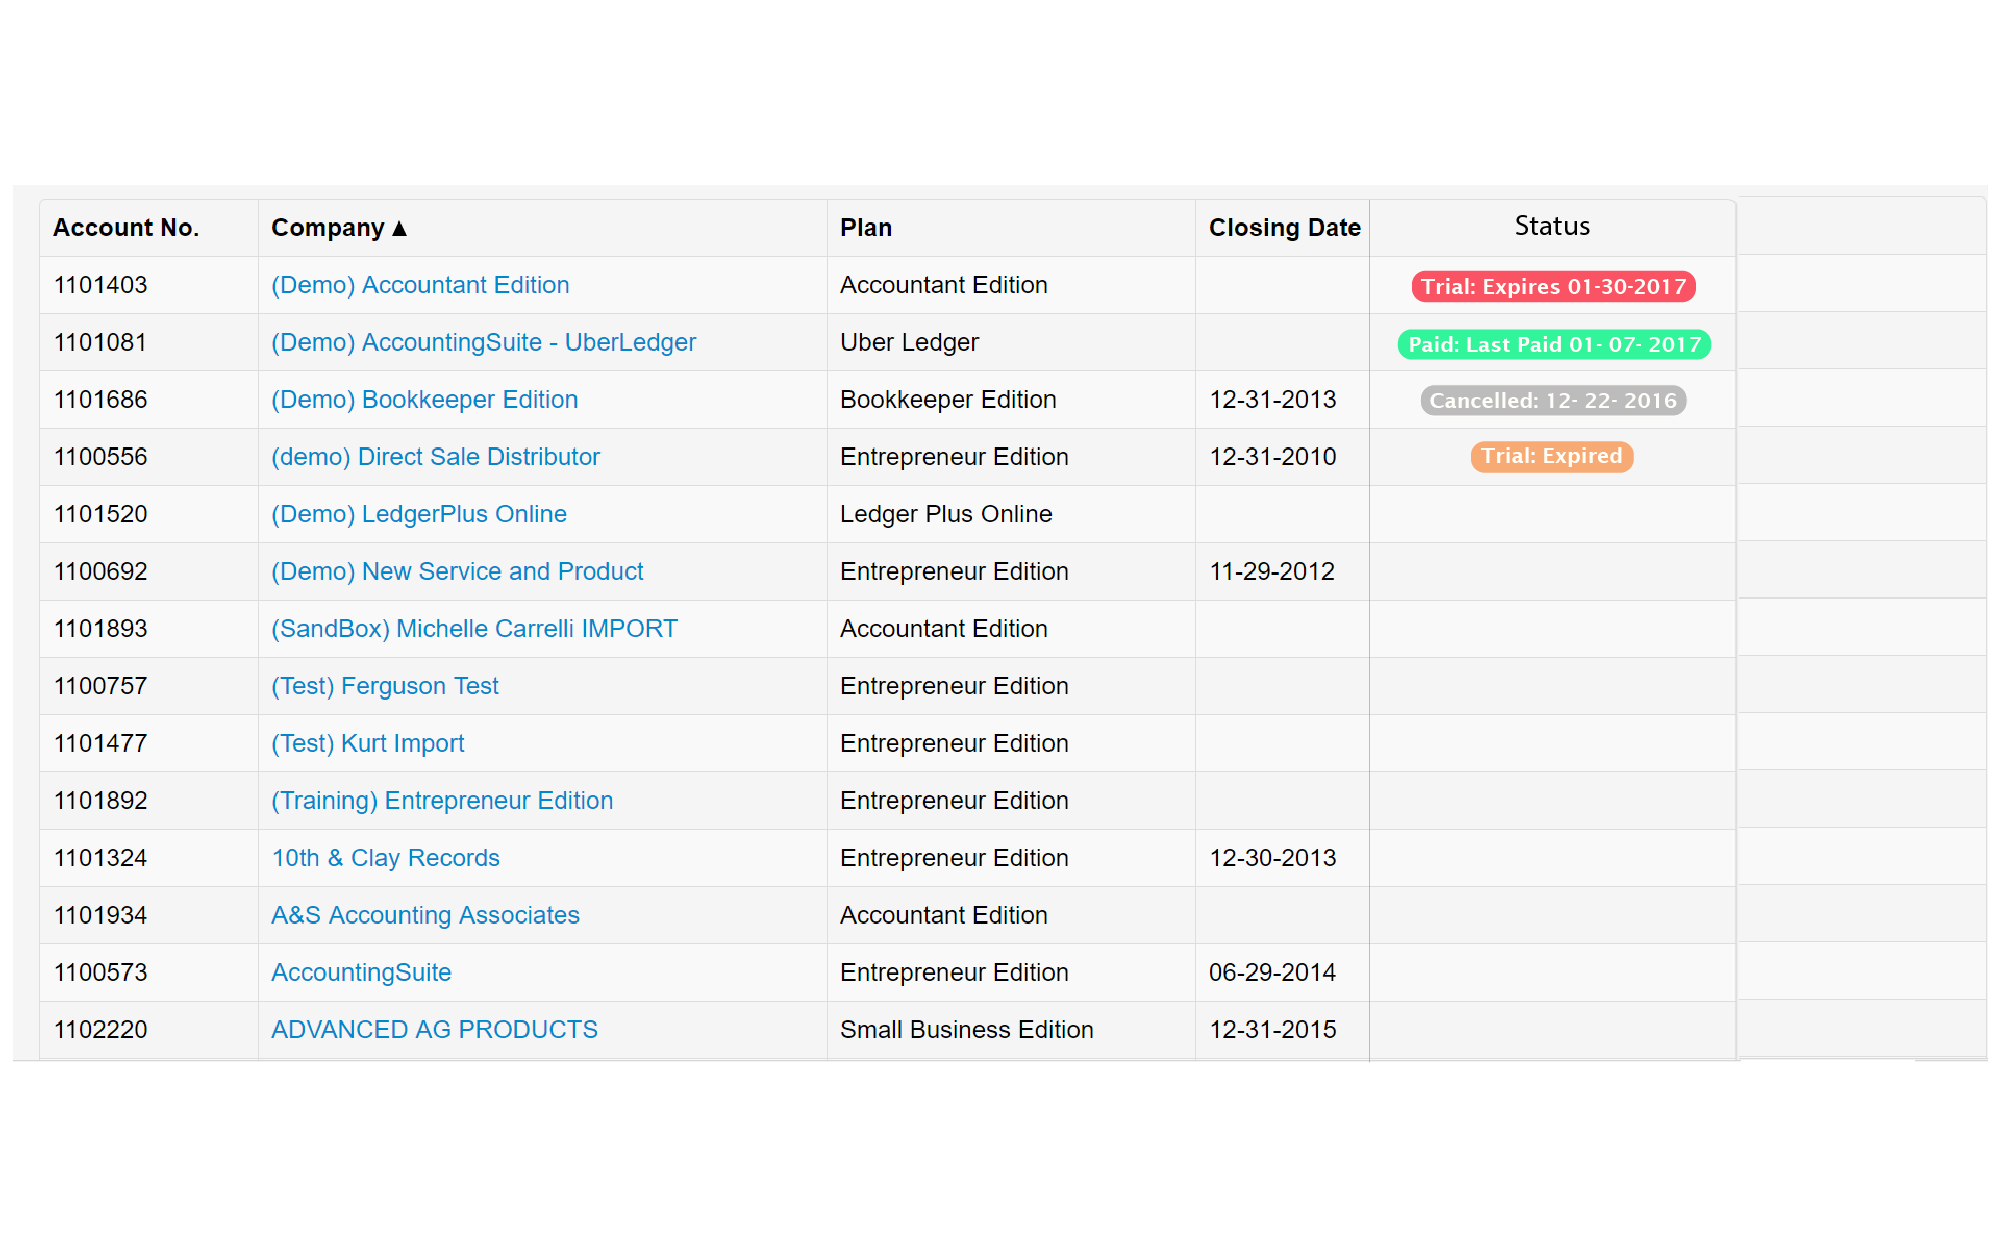 Account No. Company ▲ Plan Closing Date Status
1101403 (Demo) Accountant Edition Accountant Edition Trial: Expires 01-30-2017
1101081 (Demo) AccountingSuite - UberLedger Uber Ledger Paid: Last Paid 01- 07- 2017
1101686 (Demo) Bookkeeper Edition Bookkeeper Edition 12-31-2013 Cancelled: 12- 22- 2016
1100556 (demo) Direct Sale Distributor Entrepreneur Edition 12-31-2010 Trial: Expired
1101520 (Demo) LedgerPlus Online Ledger Plus Online
1100692 (Demo) New Service and Product Entrepreneur Edition 11-29-2012
1101893 (SandBox) Michelle Carrelli IMPORT Accountant Edition
1100757 (Test) Ferguson Test Entrepreneur Edition
1101477 (Test) Kurt Import Entrepreneur Edition
1101892 (Training) Entrepreneur Edition Entrepreneur Edition
1101324 10th & Clay Records Entrepreneur Edition 12-30-2013
1101934 A&S Accounting Associates Accountant Edition
1100573 AccountingSuite Entrepreneur Edition 06-29-2014
1102220 ADVANCED AG PRODUCTS Small Business Edition 12-31-2015